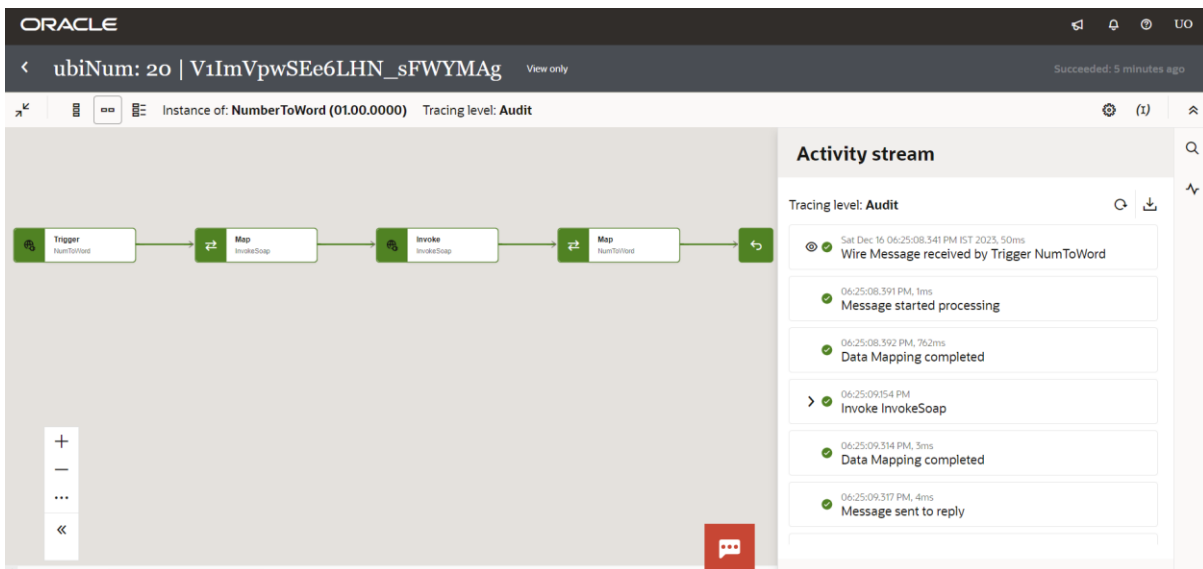 ORACLE
UO
ubiNum: 20 | V1ImVpwSEe6LHN_sFWYMAg
View only
Succeeded: 5 minutes ago
Instance of: NumberToWord (01.00.0000)
Tracing level: Audit
(I)
Trigger
NumToWord
Map
InvokeSoap
Invoke
InvokeSoap
Map
NumToWord
Activity stream
Tracing level: Audit
Sat Dec 16 06:25:08.341 PM IST 2023, 50ms
Wire Message received by Trigger NumToWord
06:25:08.391 PM, 1ms
Message started processing
06:25:08.392 PM, 762ms
Data Mapping completed
06:25:09.154 PM
Invoke InvokeSoap
06:25:09.314 PM, 3ms
Data Mapping completed
06:25:09.317 PM, 4ms
Message sent to reply